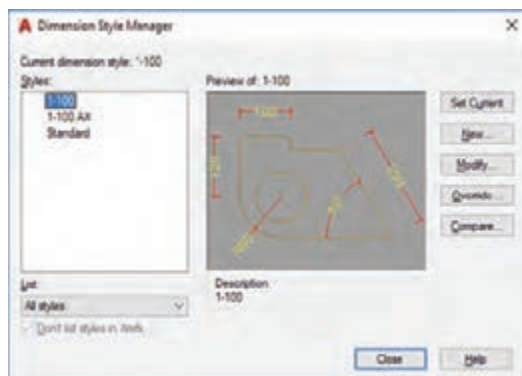 Dimension Style Manager
Current dimension style: 1-100
Styles:
1-100
1-100 AX
Standard
Preview of: 1-100
Set Current
New...
Modify...
Override...
Compare...
List:
All styles
Don't list styles in Xrefs
Description
1-100
Close
Help